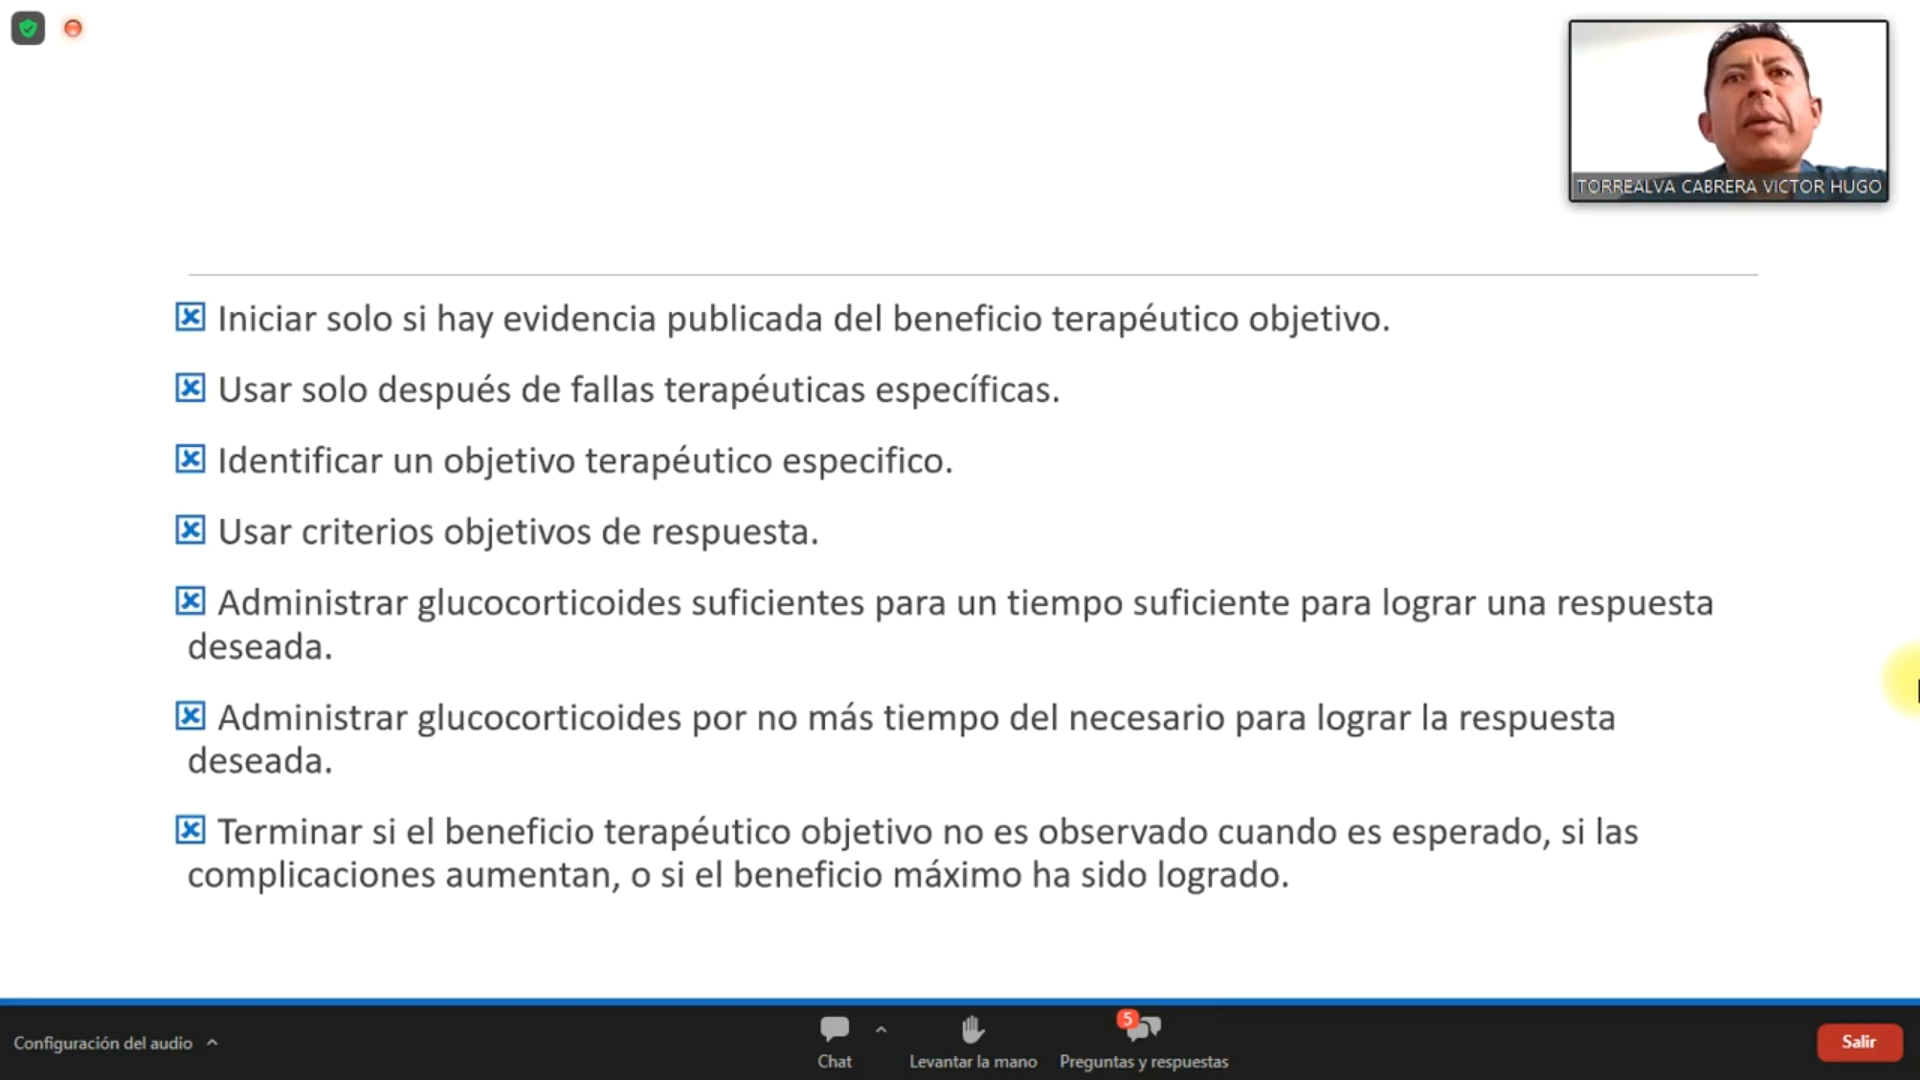 TORREALVA CABRERA VICTOR HUGO
Iniciar solo si hay evidencia publicada del beneficio terapéutico objetivo.
Usar solo después de fallas terapéuticas específicas.
Identificar un objetivo terapéutico especifico.
Usar criterios objetivos de respuesta.
Administrar glucocorticoides suficientes para un tiempo suficiente para lograr una respuesta
deseada.
Administrar glucocorticoides por no más tiempo del necesario para lograr la respuesta
deseada.
Terminar si el beneficio terapéutico objetivo no es observado cuando es esperado, si las
complicaciones aumentan, o si el beneficio máximo ha sido logrado.
Configuración del audio
Chat
Levantar la mano
5
Preguntas y respuestas
Salir